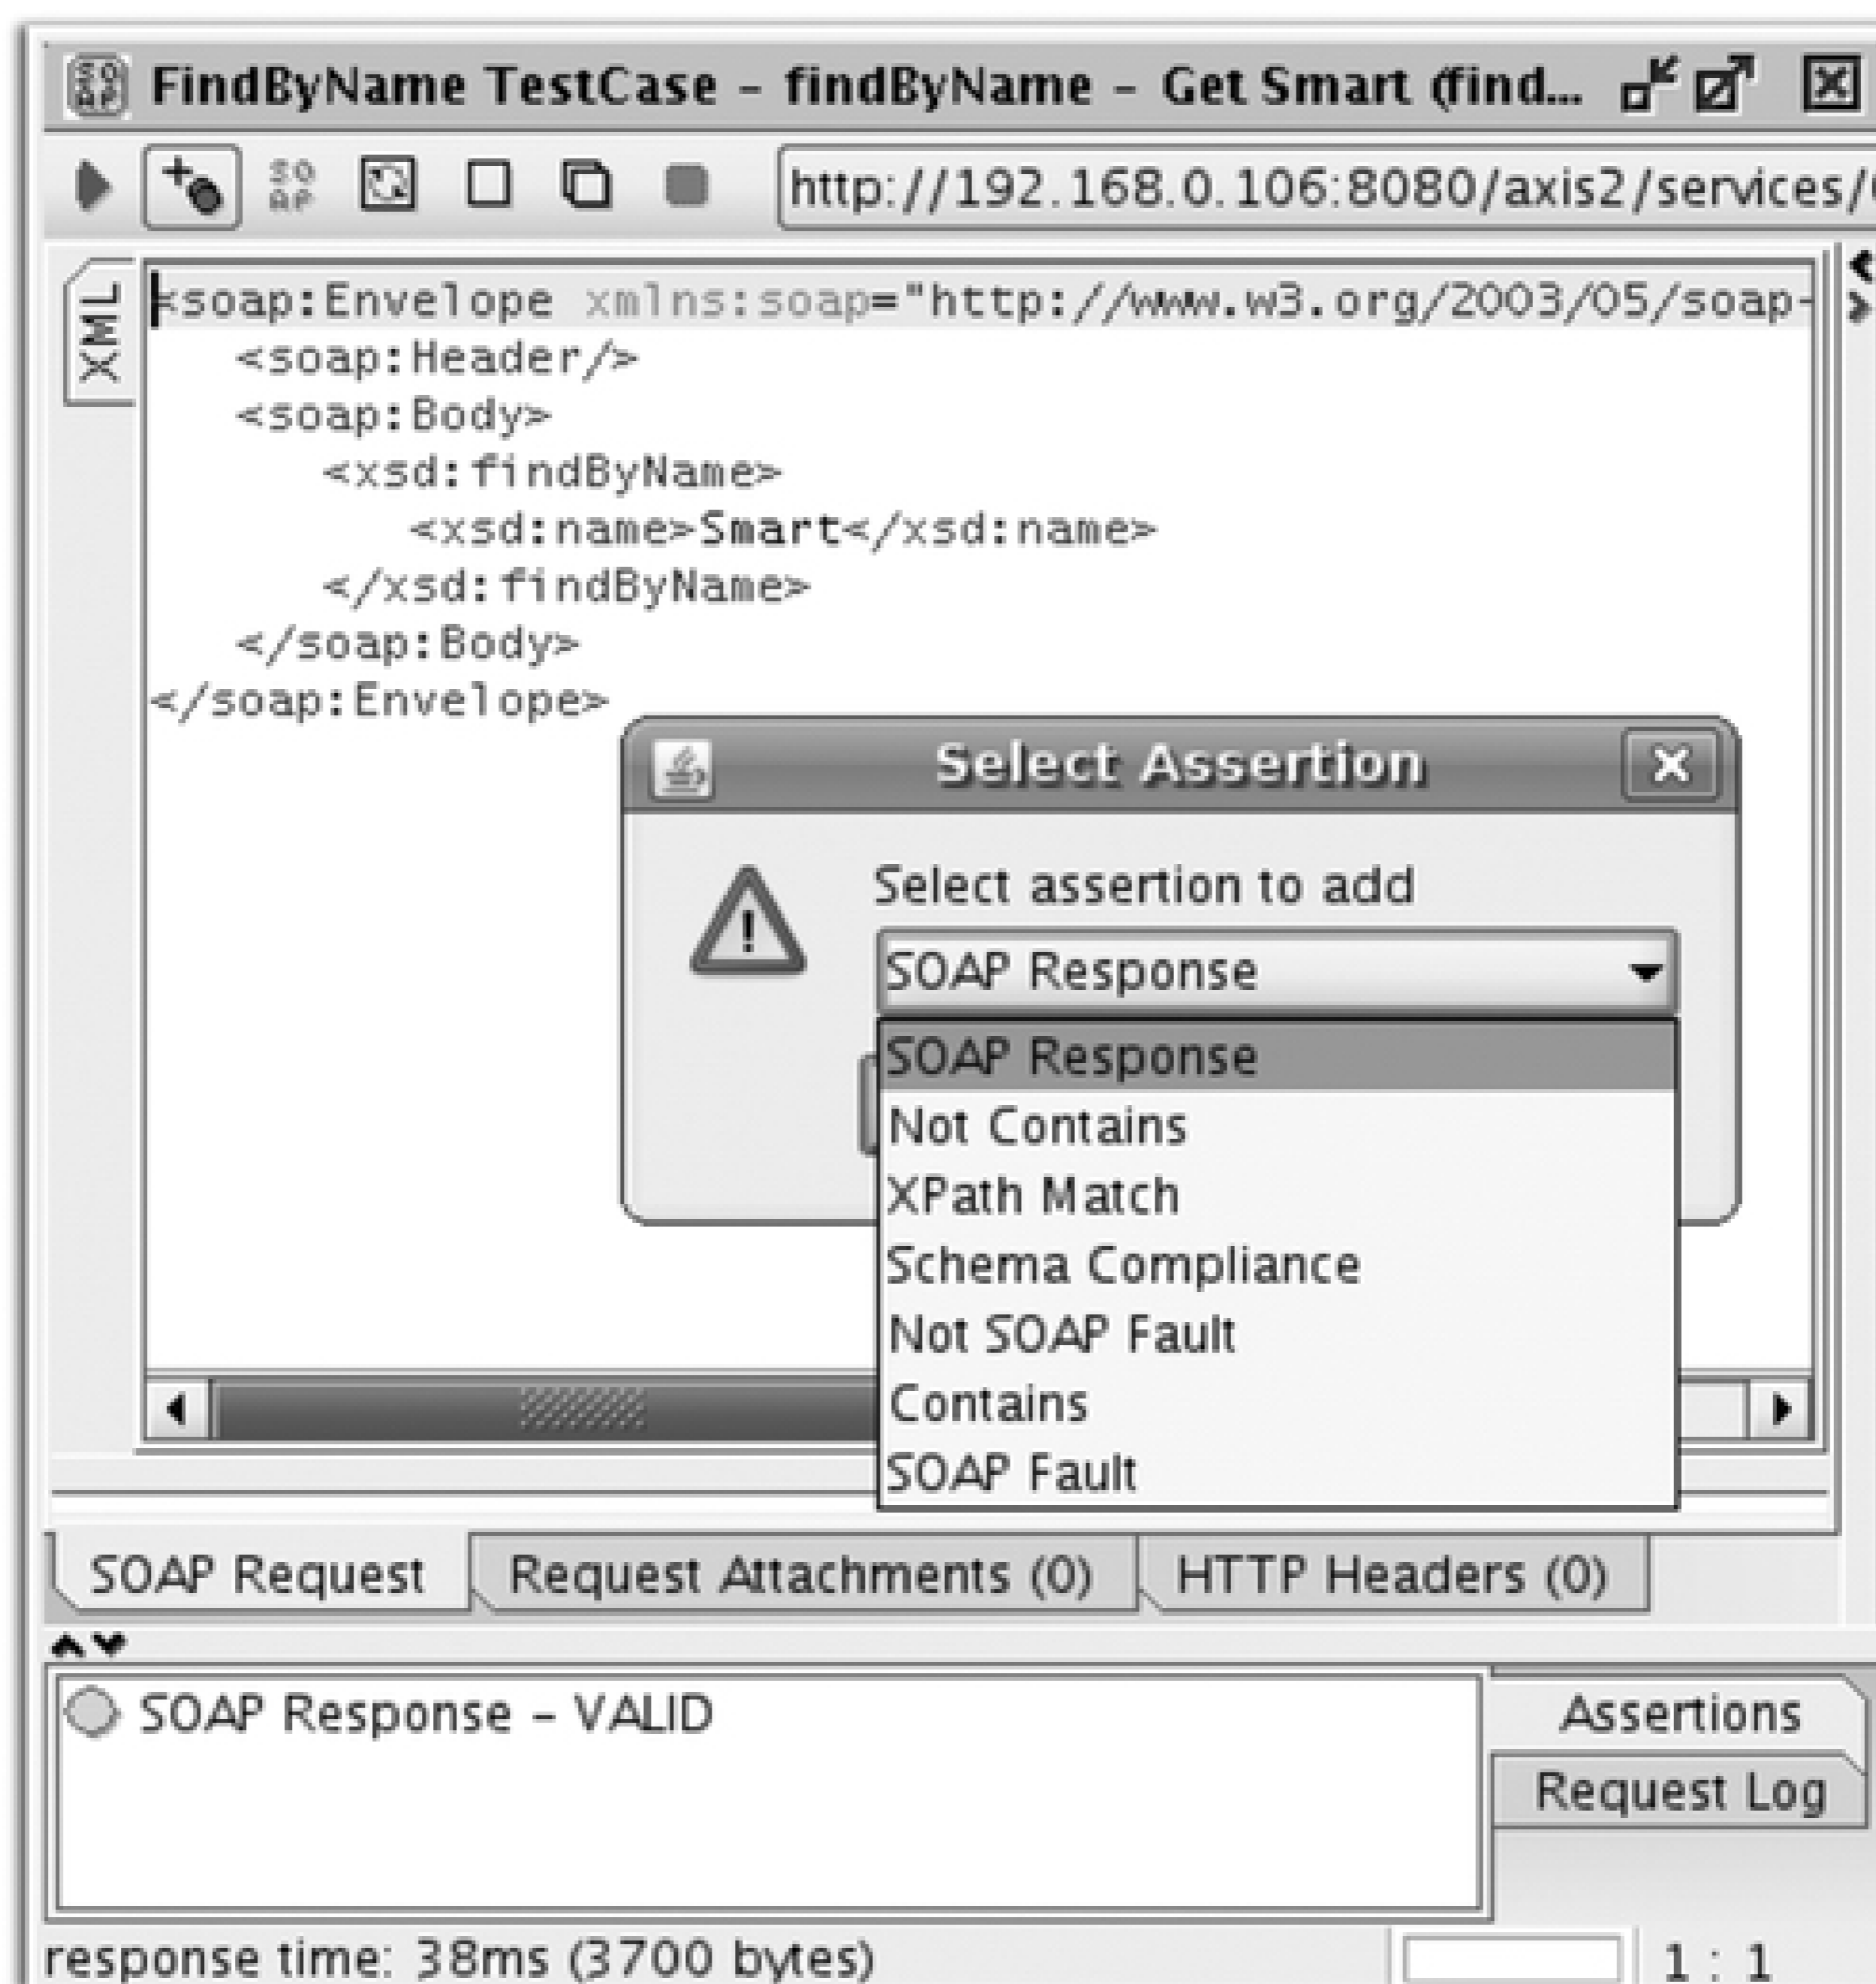 FindByName TestCase – findByName – Get Smart (find...
SO
AP
http://192.168.0.106:8080/axis2/services/
XML
<soap:Envelope xmlns:soap="http://www.w3.org/2003/05/soap-
<soap:Header/>
<soap:Body>
<xsd:findByName>
<xsd:name>Smart</xsd:name>
</xsd:findByName>
</soap:Body>
</soap:Envelope>
Select Assertion
Select assertion to add
SOAP Response
SOAP Response
Not Contains
XPath Match
Schema Compliance
Not SOAP Fault
Contains
SOAP Fault
SOAP Request
Request Attachments (0)
HTTP Headers (0)
SOAP Response – VALID
Assertions
Request Log
response time: 38ms (3700 bytes)
1 : 1